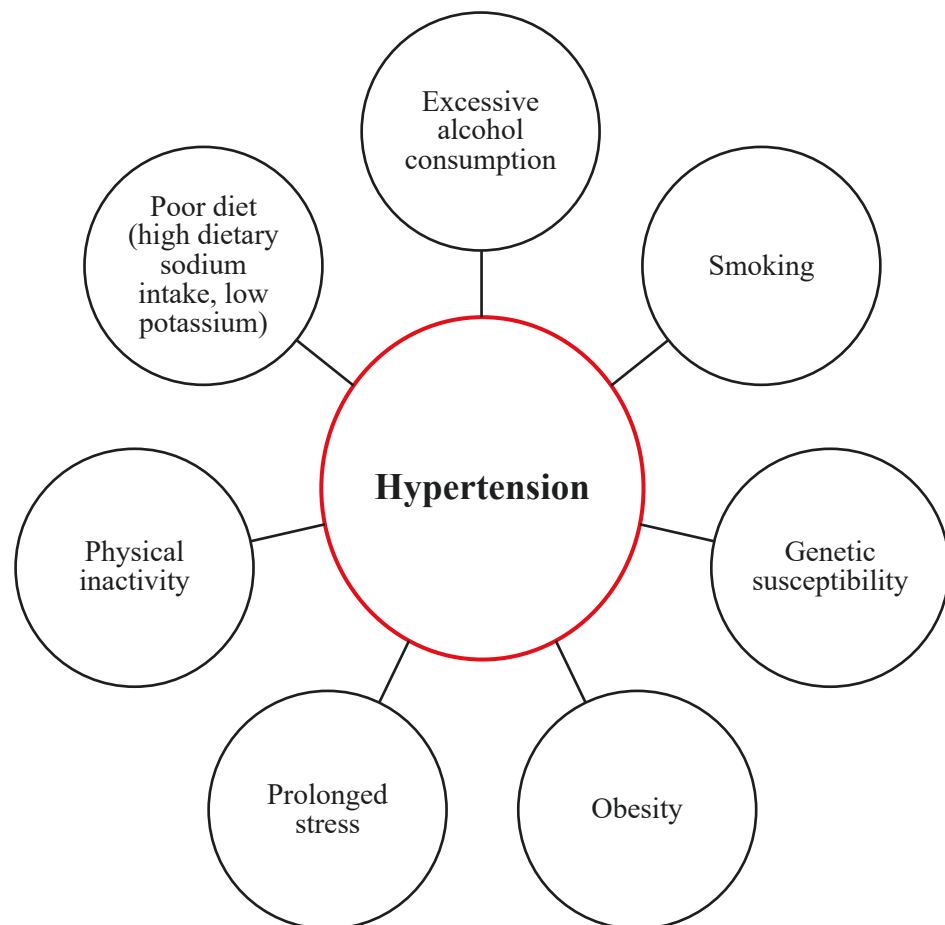 Excessive
alcohol
consumption
Poor diet
(high dietary
sodium
intake, low
potassium)
Smoking
Hypertension
Physical
inactivity
Genetic
susceptibility
Prolonged
stress
Obesity